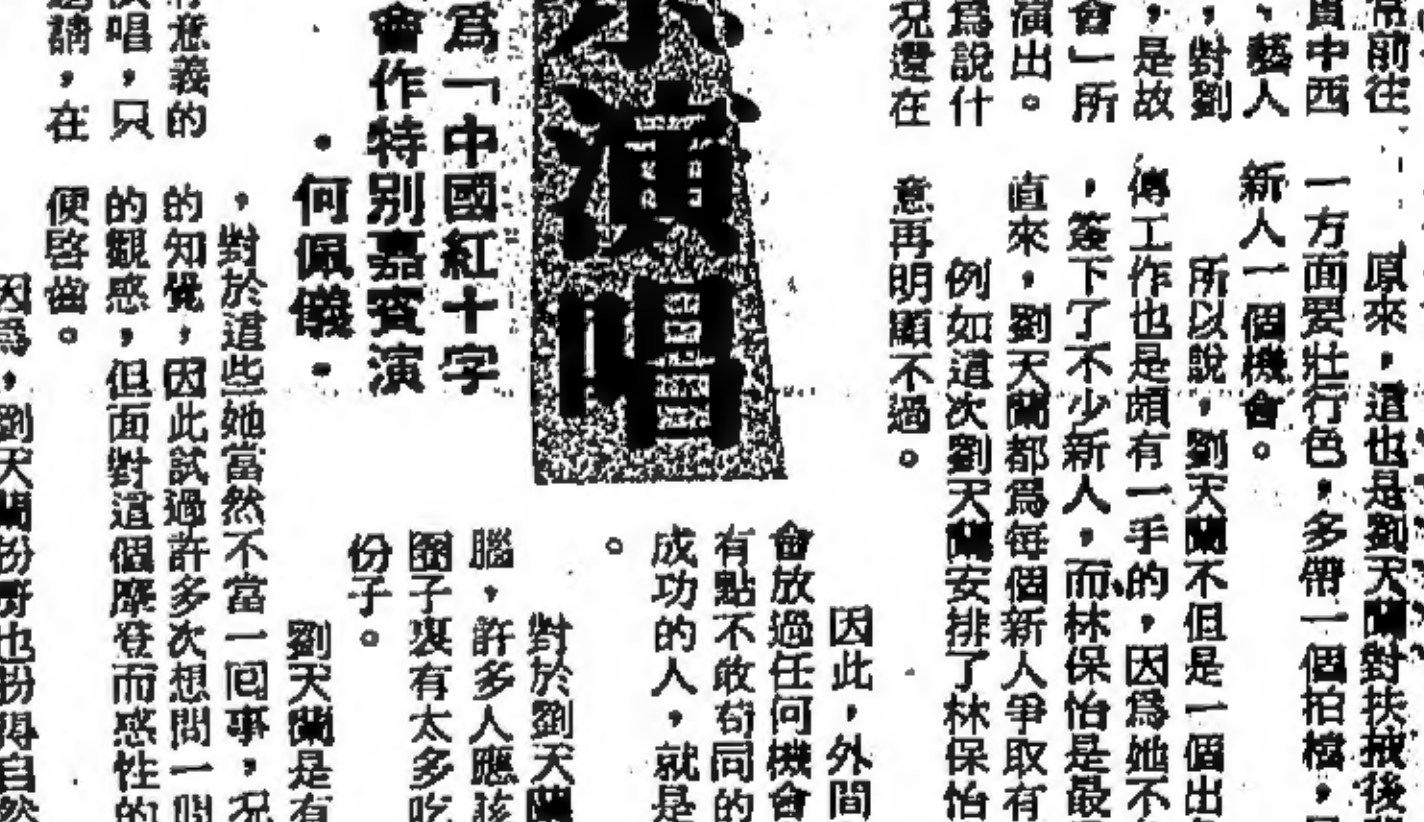 常前往
貫中西
、藝人
，對劉
，是故
會」所
演出。
爲說什
況還在
原來，這也是劉天蘭對扶掖後
一方面要壯行色，多帶一個拍檔，
新人一個機會。
所以說，劉天蘭不但是一個出
傳工作也是頗有一手的，因爲她不
，簽下了不少新人，而林保怡是最
直來，劉天蘭都爲每個新人爭取有
例如這次劉天蘭安排了林保怡
意再明顯不過。
演唱
爲「中國紅十字
會作特別嘉賓演
·何佩儀·
因此，外間
會放過任何機會
有點不敢苟同的
成功的人，就是
。
對於劉天蘭
腦，許多人應該
圈子裏有太多吃
份子。
劉天蘭是有
有意義的
演唱，只
邀請，在
，對於這些她當然不當一囘事，況
的知覺，因此試過許多次想問一問
的觀感，但面對這個摩登而感性的
便啓齒。
因爲，劉天蘭扮嘢也扮得自然